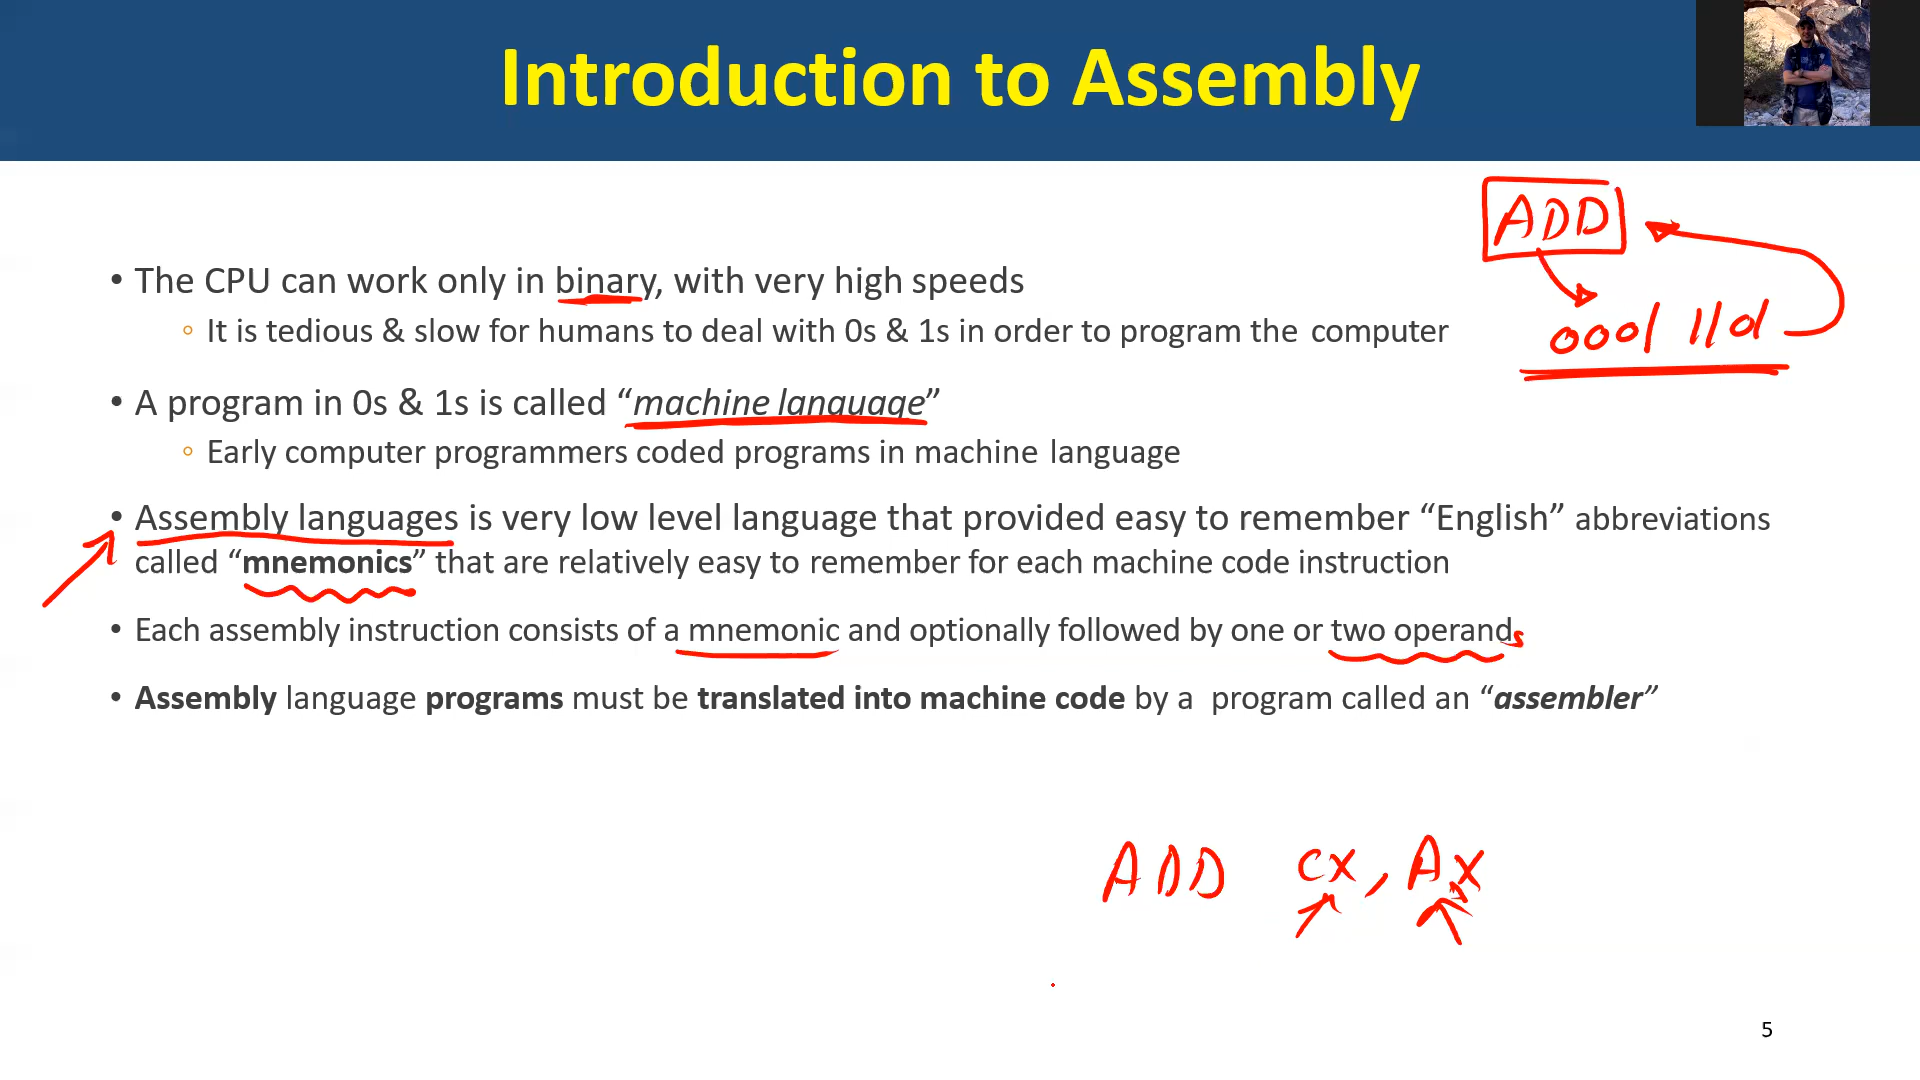 Introduction to Assembly
ADD
• The CPU can work only in binary, with very high speeds
◦ It is tedious & slow for humans to deal with 0s & 1s in order to program the computer
0001 110
• A program in 0s & 1s is called “machine language”
◦ Early computer programmers coded programs in machine language
• Assembly languages is very low level language that provided easy to remember “English” abbreviations
called “mnemonics” that are relatively easy to remember for each machine code instruction
• Each assembly instruction consists of a mnemonic and optionally followed by one or two operands
• Assembly language programs must be translated into machine code by a program called an “assembler”
ADD CX, AX
5